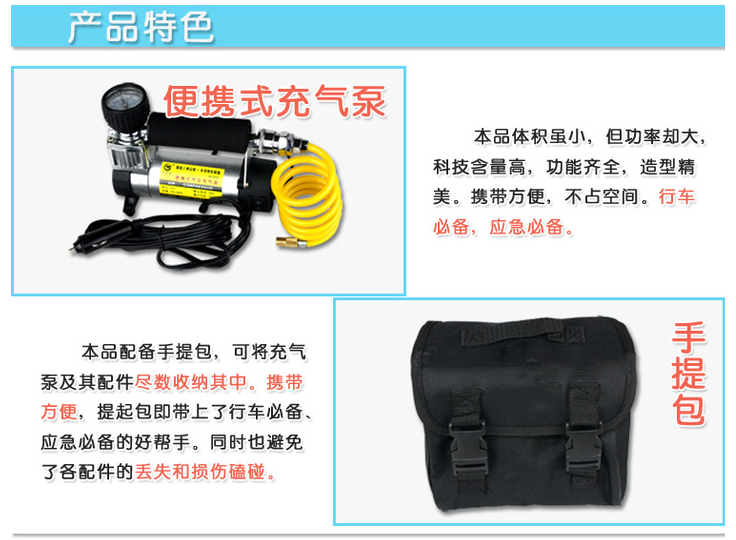 产品特色
便携式充气泵
本品体积虽小，但功率却大，
科技含量高，功能齐全，造型精
美。携带方便，不占空间。行车
必备，应急必备。
本品配备手提包，可将充气
泵及其配件尽数收纳其中。携带
方便，提起包即带上了行车必备、
应急必备的好帮手。同时也避免
了各配件的丢失和损伤磕碰。
手提包